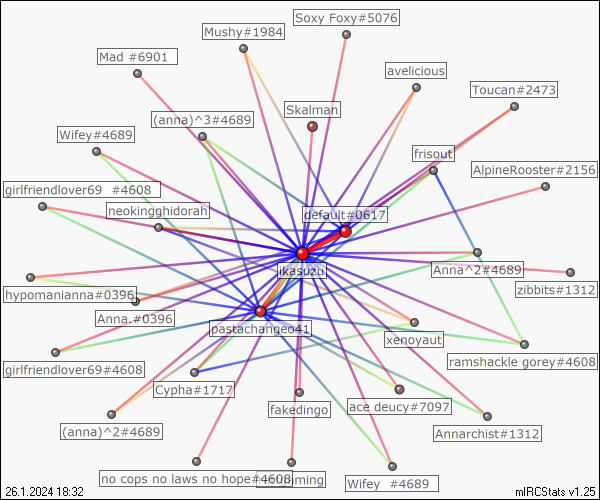 Soxy Foxy#5076
Mushy#1984
Mad #6901
avelicious
Toucan#2473
Skalman
(anna)^3#4689
Wifey#4689
frisout
AlpineRooster#2156
girlfriendlover69 #4608
neokingghidorah
default#0617
ikasuzu
Anna^2#4689
zibbits#1312
hypomanianna#0396
Anna.#0396
pastachangeo41
xenoyaut
ramshackle gorey#4608
girlfriendlover69#4608
Cypha#1717
fakedingo
ace deucy#7097
(anna)^2#4689
Annarchist#1312
no cops no laws no hope#4608
Wifey #4689
26.1.2024 18:32
mIRCStats v1.25